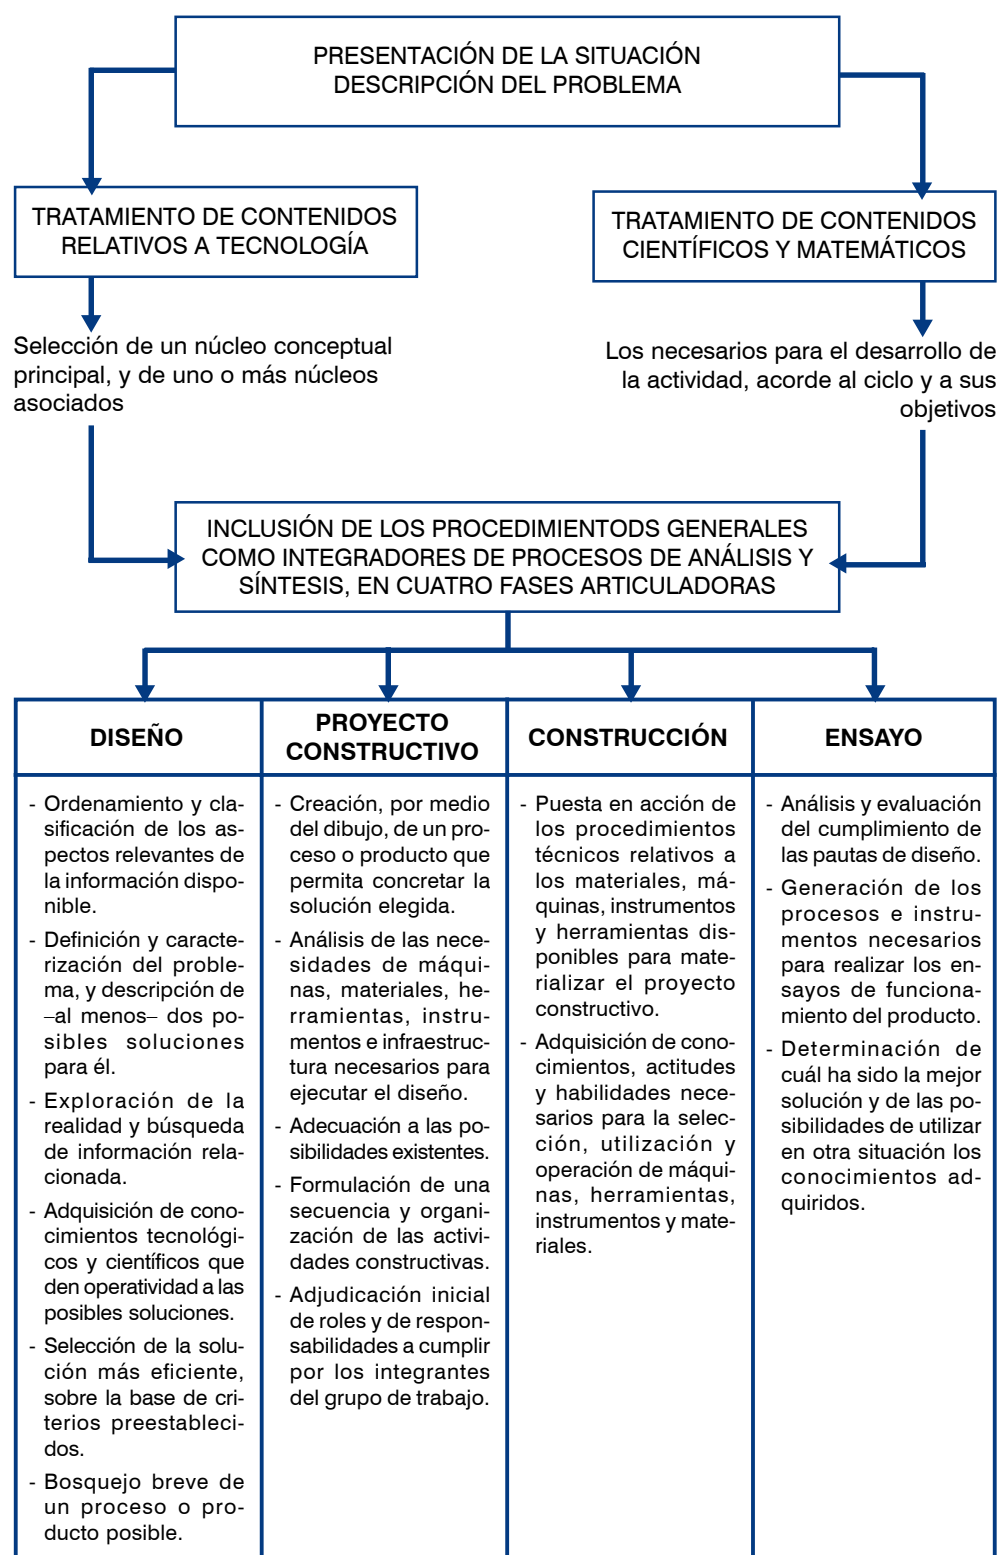 PRESENTACIÓN DE LA SITUACIÓN
DESCRIPCIÓN DEL PROBLEMA
TRATAMIENTO DE CONTENIDOS
RELATIVOS A TECNOLOGÍA
TRATAMIENTO DE CONTENIDOS
CIENTÍFICOS Y MATEMÁTICOS
Selección de un núcleo conceptual
principal, y de uno o más núcleos
asociados
Los necesarios para el desarrollo de
la actividad, acorde al ciclo y a sus
objetivos
INCLUSIÓN DE LOS PROCEDIMIENTODS GENERALES
COMO INTEGRADORES DE PROCESOS DE ANÁLISIS Y
SÍNTESIS, EN CUATRO FASES ARTICULADORAS
DISEÑO
- Ordenamiento y cla-
sificación de los as-
pectos relevantes de
la información dispo-
nible.
- Definición y caracte-
rización del proble-
ma, y descripción de
–al menos– dos po-
sibles soluciones
para él.
- Exploración de la
realidad y búsqueda
de información rela-
cionada.
- Adquisición de cono-
cimientos tecnológi-
cos y científicos que
den operatividad a las
posibles soluciones.
- Selección de la solu-
ción más eficiente,
sobre la base de cri-
terios preestableci-
dos.
- Bosquejo breve de
un proceso o pro-
ducto posible.
PROYECTO
CONSTRUCTIVO
- Creación, por medio
del dibujo, de un pro-
ceso o producto que
permita concretar la
solución elegida.
- Análisis de las nece-
sidades de máqui-
nas, materiales, he-
rramientas, instru-
mentos e infraestruc-
tura necesarios para
ejecutar el diseño.
- Adecuación a las po-
sibilidades existentes.
- Formulación de una
secuencia y organi-
zación de las activi-
dades constructivas.
- Adjudicación inicial
de roles y de respon-
sabilidades a cumplir
por los integrantes
del grupo de trabajo.
CONSTRUCCIÓN
- Puesta en acción de
los procedimientos
técnicos relativos a
los materiales, má-
quinas, instrumentos
y herramientas dis-
ponibles para mate-
rializar el proyecto
constructivo.
- Adquisición de cono-
cimientos, actitudes
y habilidades nece-
sarios para la selec-
ción, utilización y
operación de máqui-
nas, herramientas,
instrumentos y mate-
riales.
ENSAYO
- Análisis y evaluación
del cumplimiento de
las pautas de diseño.
- Generación de los
procesos e instru-
mentos necesarios
para realizar los en-
sayos de funciona-
miento del producto.
- Determinación de
cuál ha sido la mejor
solución y de las po-
sibilidades de utilizar
en otra situación los
conocimientos ad-
quiridos.